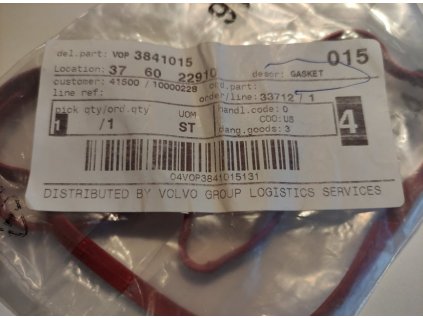 del.part: VOP 3841015
015
Location: 37 60 22910
descr: GASKET
customer: 41500 / 10000228
ord.part:
line ref:
order/line: 33712 / 1
pick qty/ord.qty
UOM
handl.code: 0
COO: US
1 /1
ST
dang.goods: 3
4
04VOP3841015131
DISTRIBUTED BY VOLVO GROUP LOGISTICS SERVICES